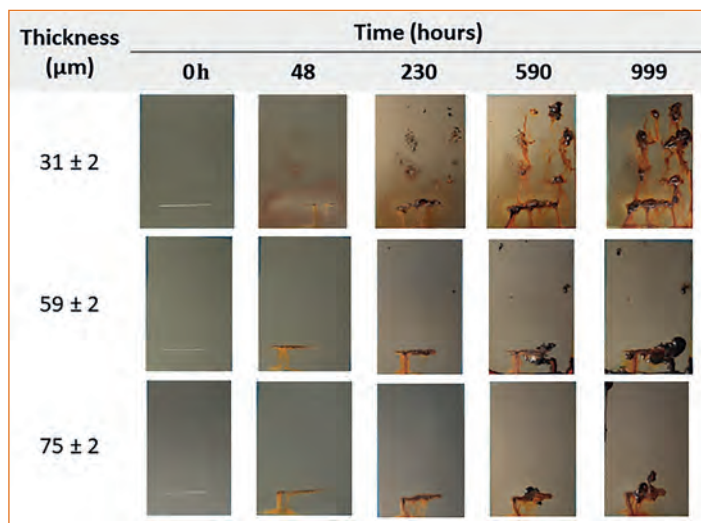 Thickness
(μm)
Time (hours)
0h 48 230 590 999
31 ± 2
59 ± 2
75 ± 2